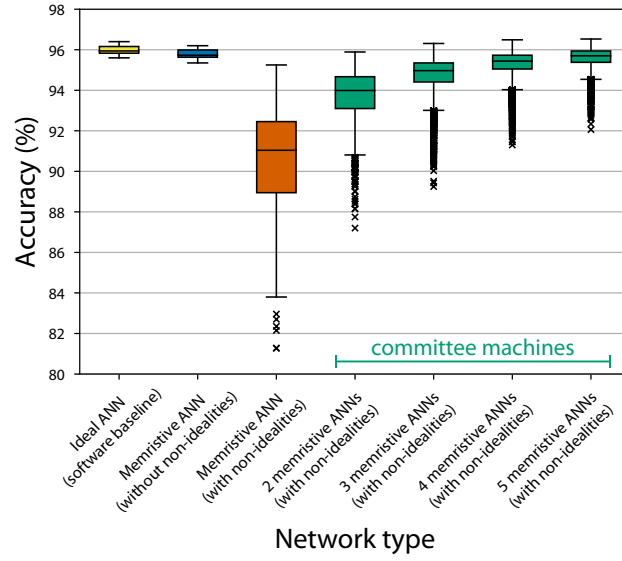 98
96
94
92
90
88
86
84
82
80
Accuracy (%)
committee machines
Ideal ANN
(software baseline)
Memristive ANN
(without non-idealities)
Memristive ANN
(with non-idealities)
2 memristive ANNs
(with non-idealities)
3 memristive ANNs
(with non-idealities)
4 memristive ANNs
(with non-idealities)
5 memristive ANNs
(with non-idealities)
Network type